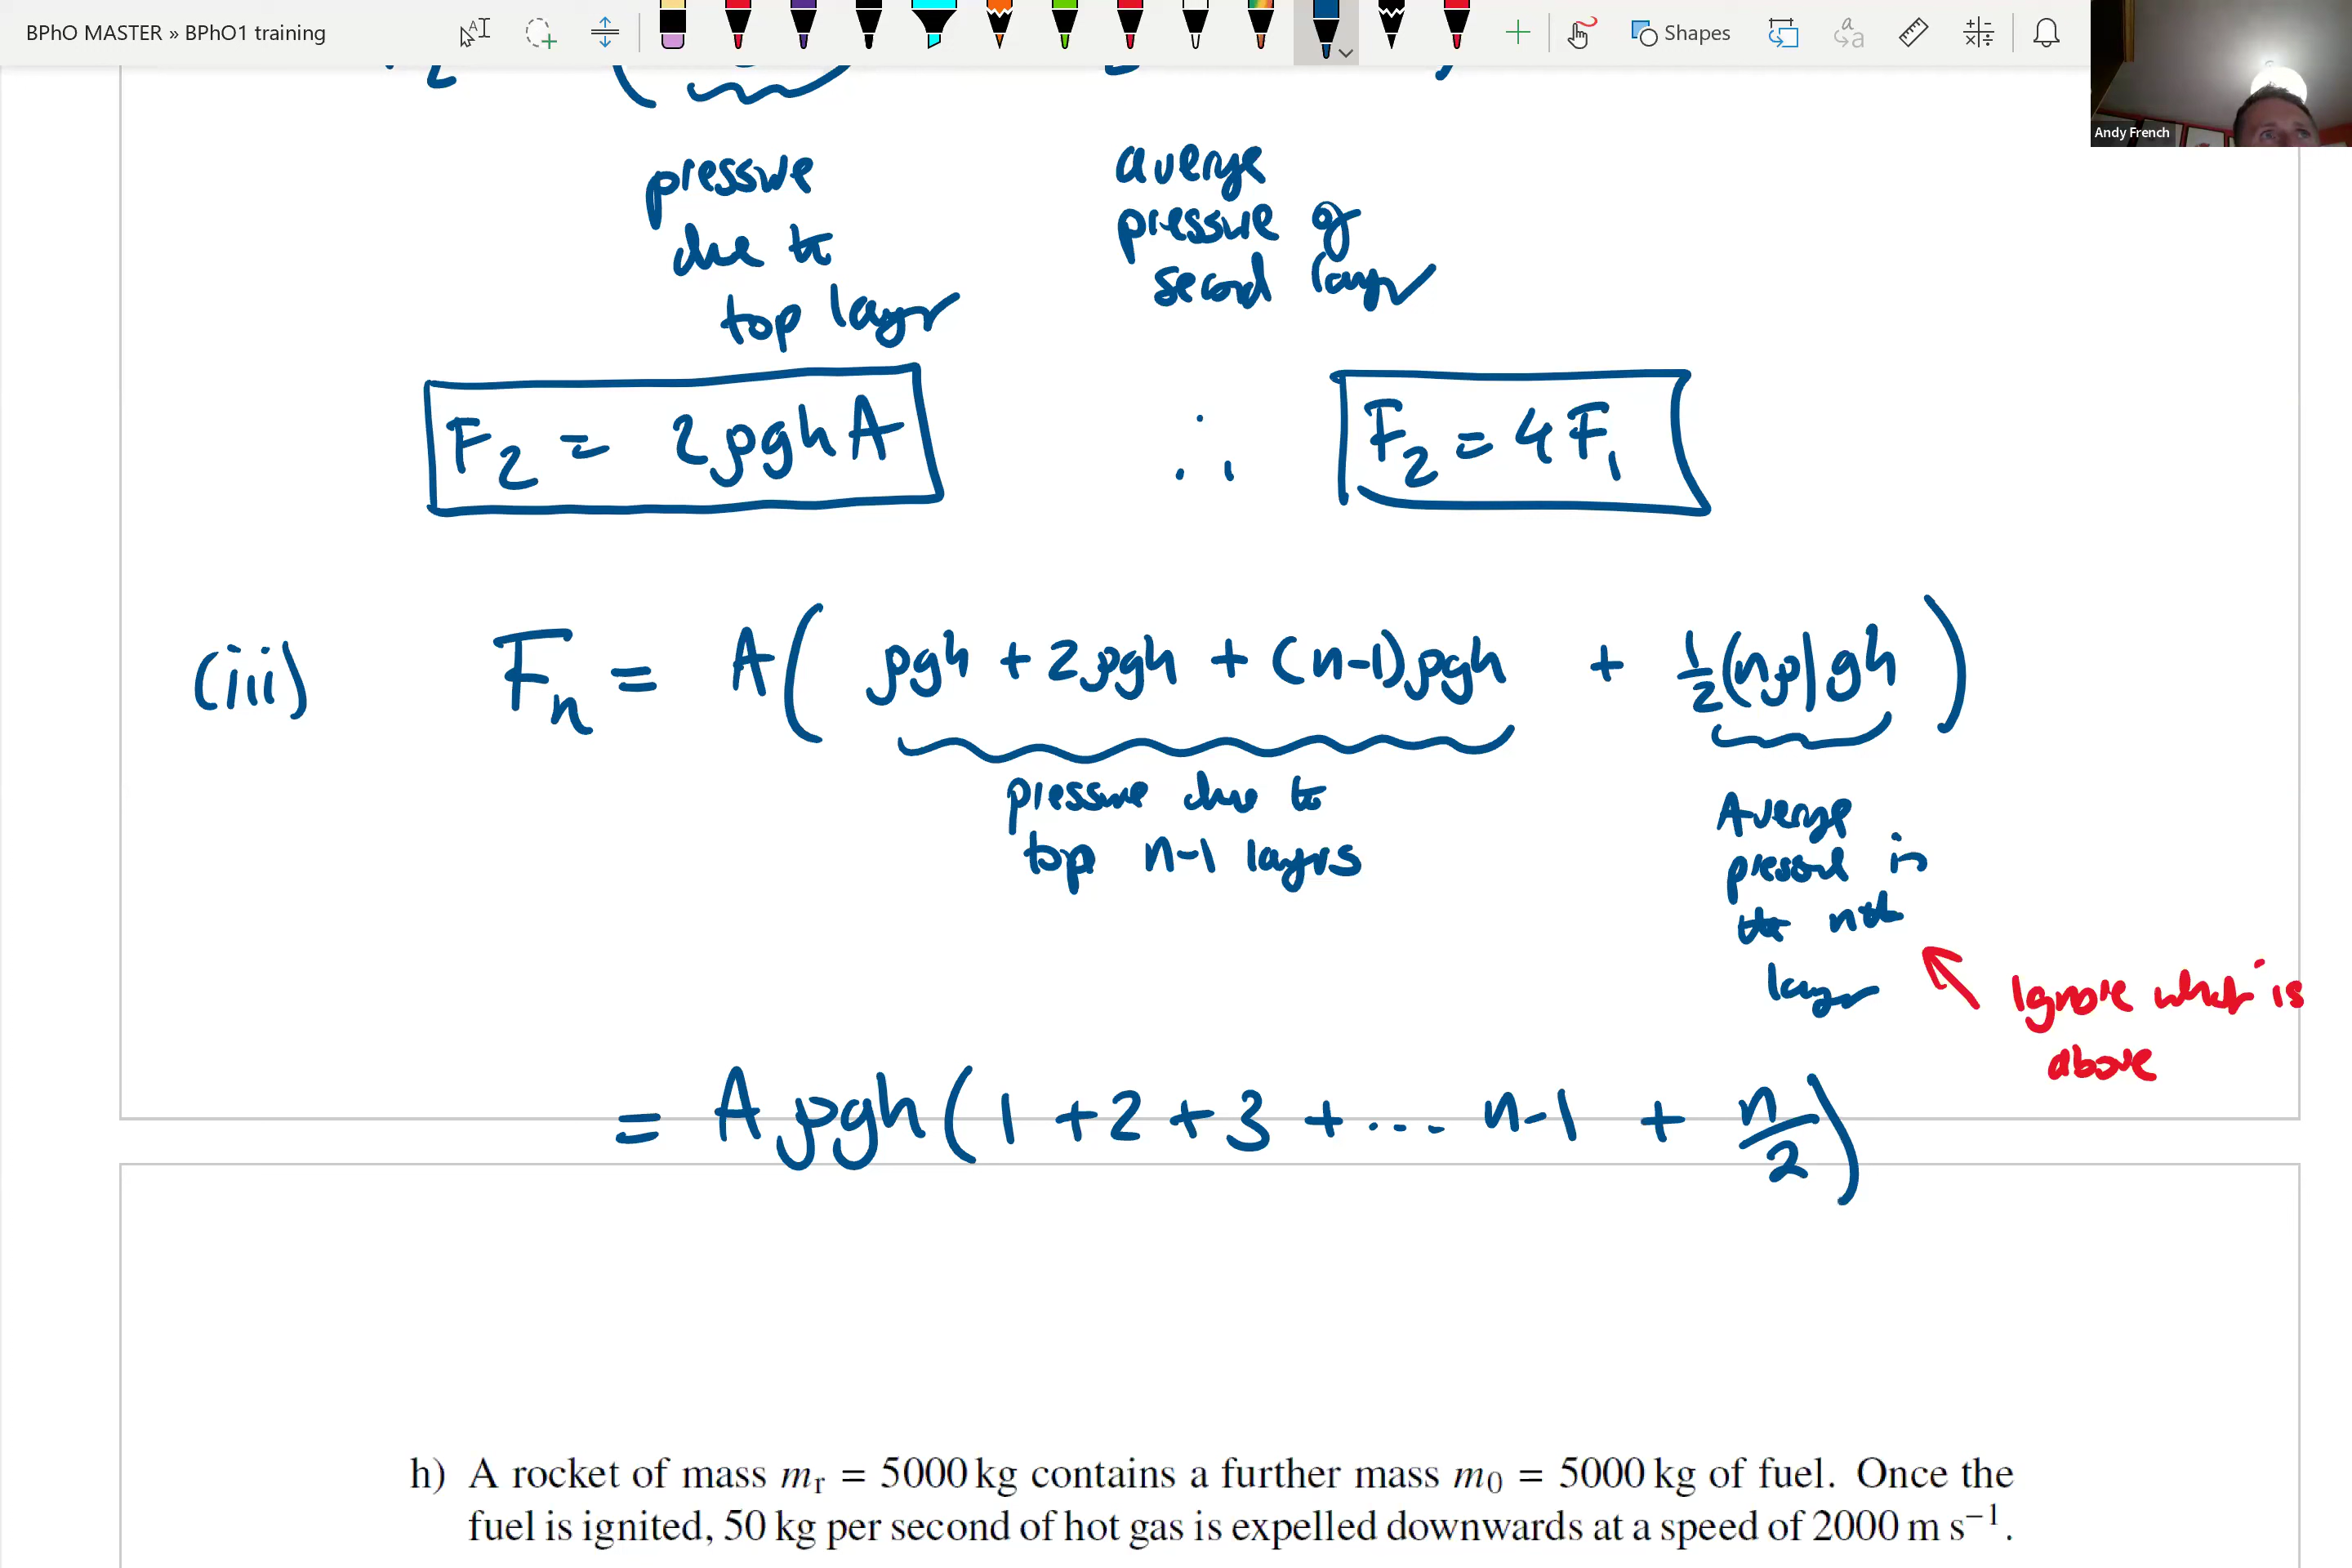 BPhO MASTER » BPhO1 training
Shapes
Andy French
2
pressure
due to
top layer
average
pressure of
second layer
F₂ = 2ρghA
∴ F₂ = 4F₁
(iii) Fₙ = A( ρgh + 2ρgh + (n-1)ρgh + ½(nρ)gh )
pressure due to
top n-1 layers
Average
pressure in
the nth
layer
Ignore what is
above
= Aρgh( 1 + 2 + 3 + ... n-1 + n/2 )
h) A rocket of mass mᵣ = 5000 kg contains a further mass m₀ = 5000 kg of fuel. Once the
fuel is ignited, 50 kg per second of hot gas is expelled downwards at a speed of 2000 m s⁻¹.